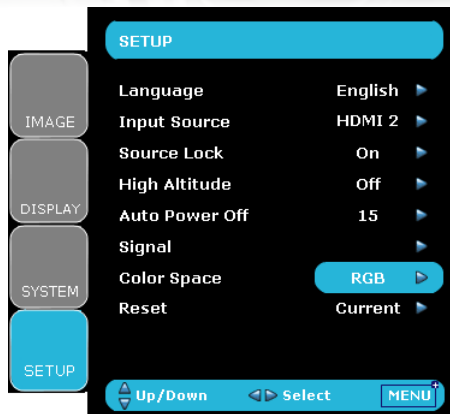 SETUP
IMAGE
DISPLAY
SYSTEM
SETUP
Language English
Input Source HDMI 2
Source Lock On
High Altitude Off
Auto Power Off 15
Signal
Color Space RGB
Reset Current
Up/Down Select MENU